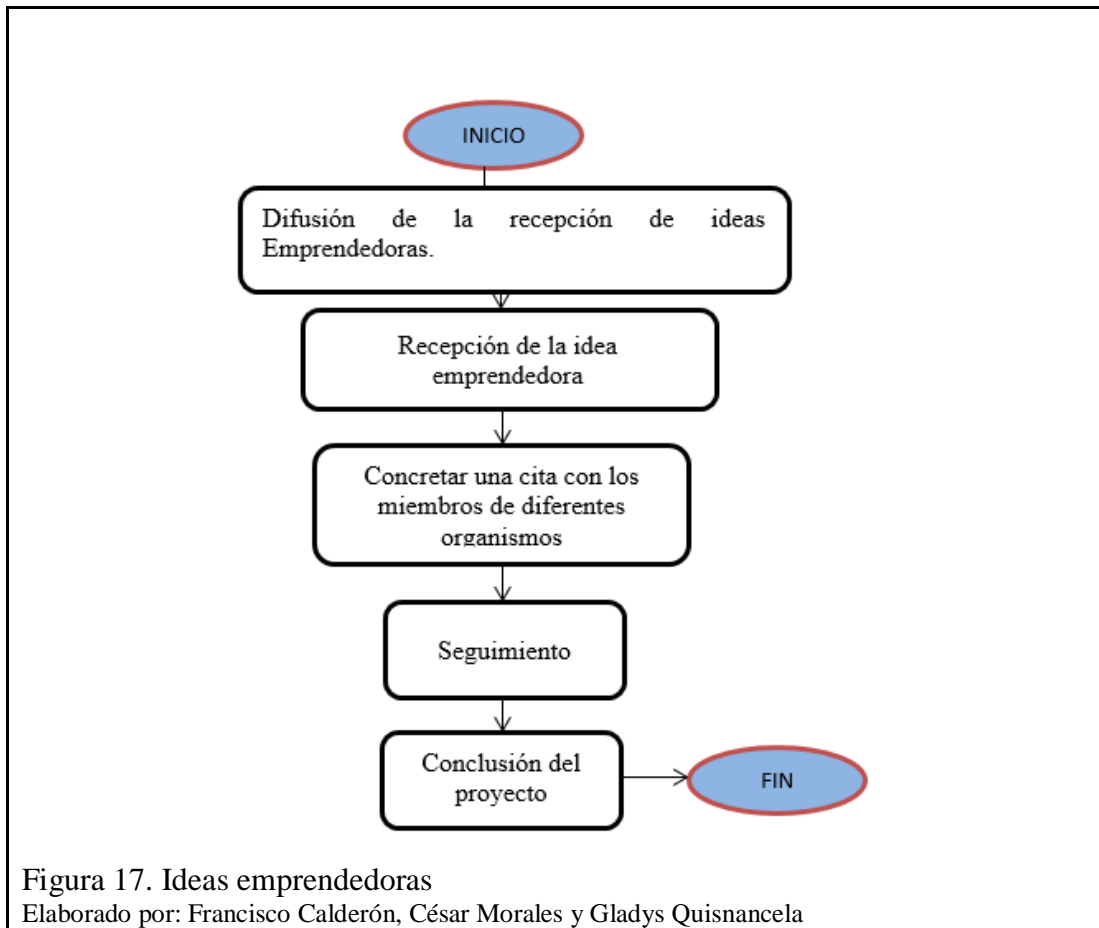 INICIO
Difusión de la recepción de ideas
Emprendedoras.
Recepción de la idea
emprendedora
Concretar una cita con los
miembros de diferentes
organismos
Seguimiento
Conclusión del
proyecto
FIN
Figura 17. Ideas emprendedoras
Elaborado por: Francisco Calderón, César Morales y Gladys Quisnancela